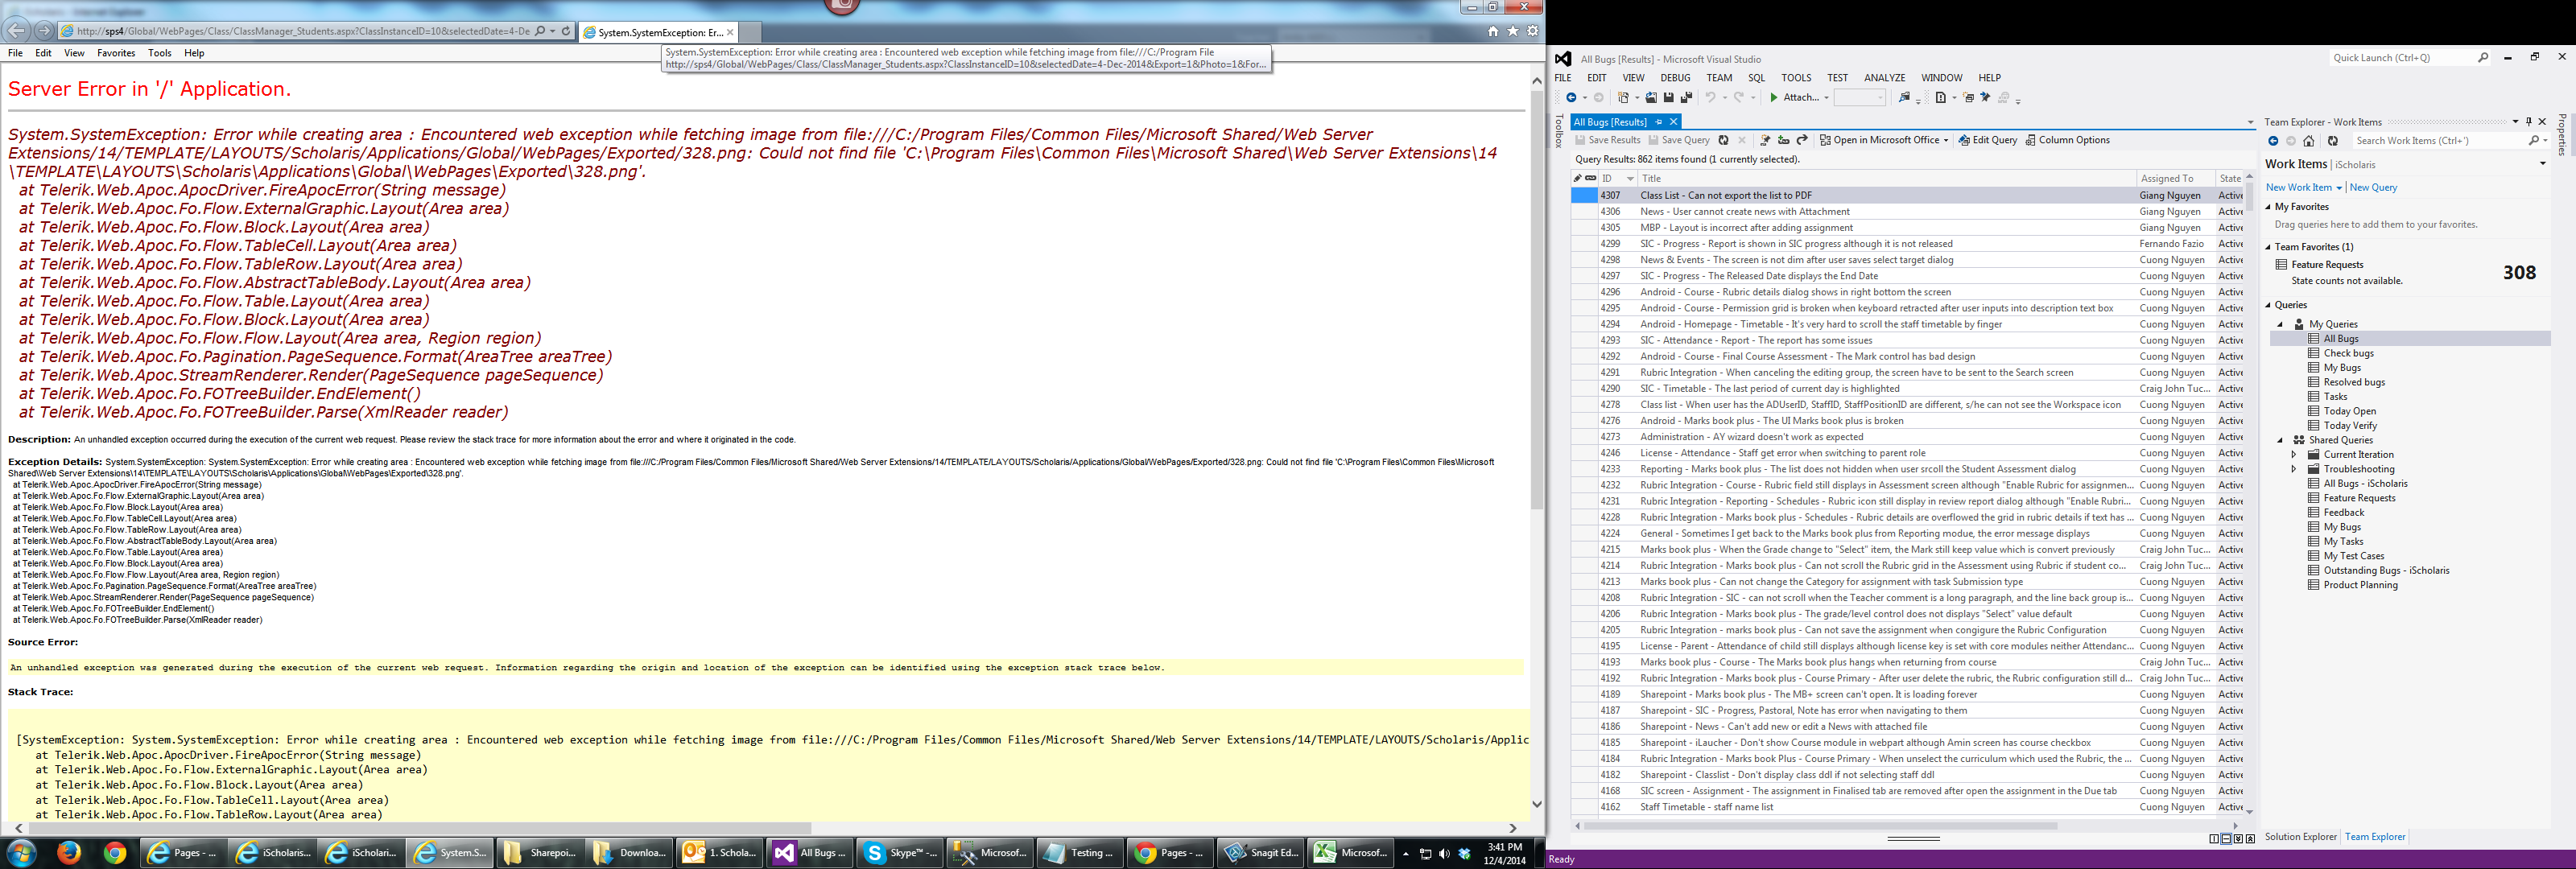 http://sps4/Global/WebPages/Class/ClassManager_Students.aspx?ClassInstanceID=10&selectedDate=4-De
System.SystemException: Er...
File Edit View Favorites Tools Help
System.SystemException: Error while creating area : Encountered web exception while fetching image from file:///C:/Program File
http://sps4/Global/WebPages/Class/ClassManager_Students.aspx?ClassInstanceID=10&selectedDate=4-Dec-2014&Export=1&Photo=1&For...
Server Error in '/' Application.
System.SystemException: Error while creating area : Encountered web exception while fetching image from file:///C:/Program Files/Common Files/Microsoft Shared/Web Server
Extensions/14/TEMPLATE/LAYOUTS/Scholaris/Applications/Global/WebPages/Exported/328.png: Could not find file 'C:\Program Files\Common Files\Microsoft Shared\Web Server Extensions\14
\TEMPLATE\LAYOUTS\Scholaris\Applications\Global\WebPages\Exported\328.png'.
at Telerik.Web.Apoc.ApocDriver.FireApocError(String message)
at Telerik.Web.Apoc.Fo.Flow.ExternalGraphic.Layout(Area area)
at Telerik.Web.Apoc.Fo.Flow.Block.Layout(Area area)
at Telerik.Web.Apoc.Fo.Flow.TableCell.Layout(Area area)
at Telerik.Web.Apoc.Fo.Flow.TableRow.Layout(Area area)
at Telerik.Web.Apoc.Fo.Flow.AbstractTableBody.Layout(Area area)
at Telerik.Web.Apoc.Fo.Flow.Table.Layout(Area area)
at Telerik.Web.Apoc.Fo.Flow.Block.Layout(Area area)
at Telerik.Web.Apoc.Fo.Flow.Flow.Layout(Area area, Region region)
at Telerik.Web.Apoc.Fo.Pagination.PageSequence.Format(AreaTree areaTree)
at Telerik.Web.Apoc.StreamRenderer.Render(PageSequence pageSequence)
at Telerik.Web.Apoc.Fo.FOTreeBuilder.EndElement()
at Telerik.Web.Apoc.Fo.FOTreeBuilder.Parse(XmlReader reader)
Description: An unhandled exception occurred during the execution of the current web request. Please review the stack trace for more information about the error and where it originated in the code.
Exception Details: System.SystemException: System.SystemException: Error while creating area : Encountered web exception while fetching image from file:///C:/Program Files/Common Files/Microsoft Shared/Web Server Extensions/14/TEMPLATE/LAYOUTS/Scholaris/Applications/Global/WebPages/Exported/328.png: Could not find file 'C:\Program Files\Common Files\Microsoft
Shared\Web Server Extensions\14\TEMPLATE\LAYOUTS\Scholaris\Applications\Global\WebPages\Exported\328.png'.
at Telerik.Web.Apoc.ApocDriver.FireApocError(String message)
at Telerik.Web.Apoc.Fo.Flow.ExternalGraphic.Layout(Area area)
at Telerik.Web.Apoc.Fo.Flow.Block.Layout(Area area)
at Telerik.Web.Apoc.Fo.Flow.TableCell.Layout(Area area)
at Telerik.Web.Apoc.Fo.Flow.TableRow.Layout(Area area)
at Telerik.Web.Apoc.Fo.Flow.AbstractTableBody.Layout(Area area)
at Telerik.Web.Apoc.Fo.Flow.Table.Layout(Area area)
at Telerik.Web.Apoc.Fo.Flow.Block.Layout(Area area)
at Telerik.Web.Apoc.Fo.Flow.Flow.Layout(Area area, Region region)
at Telerik.Web.Apoc.Fo.Pagination.PageSequence.Format(AreaTree areaTree)
at Telerik.Web.Apoc.StreamRenderer.Render(PageSequence pageSequence)
at Telerik.Web.Apoc.Fo.FOTreeBuilder.EndElement()
at Telerik.Web.Apoc.Fo.FOTreeBuilder.Parse(XmlReader reader)
Source Error:
An unhandled exception was generated during the execution of the current web request. Information regarding the origin and location of the exception can be identified using the exception stack trace below.
Stack Trace:
[SystemException: System.SystemException: Error while creating area : Encountered web exception while fetching image from file:///C:/Program Files/Common Files/Microsoft Shared/Web Server Extensions/14/TEMPLATE/LAYOUTS/Scholaris/Applic
at Telerik.Web.Apoc.ApocDriver.FireApocError(String message)
at Telerik.Web.Apoc.Fo.Flow.ExternalGraphic.Layout(Area area)
at Telerik.Web.Apoc.Fo.Flow.Block.Layout(Area area)
at Telerik.Web.Apoc.Fo.Flow.TableCell.Layout(Area area)
at Telerik.Web.Apoc.Fo.Flow.TableRow.Layout(Area area)
Pages - ... iScholaris... iScholari... System.S... Sharepoi... Downloa... 1. Schola... All Bugs ... Skype™ -... Microsof... Testing ... Pages - ... Snagit Ed... Microsof... 3:41 PM
12/4/2014
All Bugs [Results] - Microsoft Visual Studio Quick Launch (Ctrl+Q)
FILE EDIT VIEW DEBUG TEAM SQL TOOLS TEST ANALYZE WINDOW HELP
Attach...
Toolbox
All Bugs [Results]
Save Results Save Query Open in Microsoft Office Edit Query Column Options
Query Results: 862 items found (1 currently selected).
ID Title Assigned To State
4307 Class List - Can not export the list to PDF Giang Nguyen Active
4306 News - User cannot create news with Attachment Giang Nguyen Active
4305 MBP - Layout is incorrect after adding assignment Giang Nguyen Active
4299 SIC - Progress - Report is shown in SIC progress although it is not released Fernando Fazio Active
4298 News & Events - The screen is not dim after user saves select target dialog Cuong Nguyen Active
4297 SIC - Progress - The Released Date displays the End Date Cuong Nguyen Active
4296 Android - Course - Rubric details dialog shows in right bottom the screen Cuong Nguyen Active
4295 Android - Course - Permission grid is broken when keyboard retracted after user inputs into description text box Cuong Nguyen Active
4294 Android - Homepage - Timetable - It's very hard to scroll the staff timetable by finger Cuong Nguyen Active
4293 SIC - Attendance - Report - The report has some issues Cuong Nguyen Active
4292 Android - Course - Final Course Assessment - The Mark control has bad design Cuong Nguyen Active
4291 Rubric Integration - When canceling the editing group, the screen have to be sent to the Search screen Cuong Nguyen Active
4290 SIC - Timetable - The last period of current day is highlighted Craig John Tuc... Active
4278 Class list - When user has the ADUserID, StaffID, StaffPositionID are different, s/he can not see the Workspace icon Cuong Nguyen Active
4276 Android - Marks book plus - The UI Marks book plus is broken Cuong Nguyen Active
4273 Administration - AY wizard doesn't work as expected Cuong Nguyen Active
4246 License - Attendance - Staff get error when switching to parent role Cuong Nguyen Active
4233 Reporting - Marks book plus - The list does not hidden when user srcoll the Student Assessment dialog Cuong Nguyen Active
4232 Rubric Integration - Course - Rubric field still displays in Assessment screen although "Enable Rubric for assignmen... Cuong Nguyen Active
4231 Rubric Integration - Reporting - Schedules - Rubric icon still display in review report dialog although "Enable Rubri... Cuong Nguyen Active
4228 Rubric Integration - Marks book plus - Schedules - Rubric details are overflowed the grid in rubric details if text has ... Cuong Nguyen Active
4224 General - Sometimes I get back to the Marks book plus from Reporting modue, the error message displays Cuong Nguyen Active
4215 Marks book plus - When the Grade change to "Select" item, the Mark still keep value which is convert previously Craig John Tuc... Active
4214 Rubric Integration - Marks book plus - Can not scroll the Rubric grid in the Assessment using Rubric if student co... Craig John Tuc... Active
4213 Marks book plus - Can not change the Category for assignment with task Submission type Cuong Nguyen Active
4208 Rubric Integration - SIC - can not scroll when the Teacher comment is a long paragraph, and the line back group is... Cuong Nguyen Active
4206 Rubric Integration - Marks book plus - The grade/level control does not displays "Select" value default Cuong Nguyen Active
4205 Rubric Integration - marks book plus - Can not save the assignment when congigure the Rubric Configuration Cuong Nguyen Active
4195 License - Parent - Attendance of child still displays although license key is set with core modules neither Attendanc... Cuong Nguyen Active
4193 Marks book plus - Course - The Marks book plus hangs when returning from course Craig John Tuc... Active
4192 Rubric Integration - Marks book plus - Course Primary - After user delete the rubric, the Rubric configuration still d... Craig John Tuc... Active
4189 Sharepoint - Marks book plus - The MB+ screen can't open. It is loading forever Cuong Nguyen Active
4187 Sharepoint - SIC - Progress, Pastoral, Note has error when navigating to them Cuong Nguyen Active
4186 Sharepoint - News - Can't add new or edit a News with attached file Cuong Nguyen Active
4185 Sharepoint - iLaucher - Don't show Course module in webpart although Amin screen has course checkbox Cuong Nguyen Active
4184 Rubric Integration - Marks book Plus - Course Primary - When unselect the curriculum which used the Rubric, the ... Cuong Nguyen Active
4182 Sharepoint - Classlist - Don't display class ddl if not selecting staff ddl Cuong Nguyen Active
4168 SIC screen - Assignment - The assignment in Finalised tab are removed after open the assignment in the Due tab Cuong Nguyen Active
4162 Staff Timetable - staff name list Cuong Nguyen Active
Team Explorer - Work Items
Search Work Items (Ctrl+')
Work Items | iScholaris
New Work Item New Query
My Favorites
Drag queries here to add them to your favorites.
Team Favorites (1)
Feature Requests 308
State counts not available.
Queries
My Queries
All Bugs
Check bugs
My Bugs
Resolved bugs
Tasks
Today Open
Today Verify
Shared Queries
Current Iteration
Troubleshooting
All Bugs - iScholaris
Feature Requests
Feedback
My Bugs
My Tasks
My Test Cases
Outstanding Bugs - iScholaris
Product Planning
Solution Explorer Team Explorer
Properties
Ready